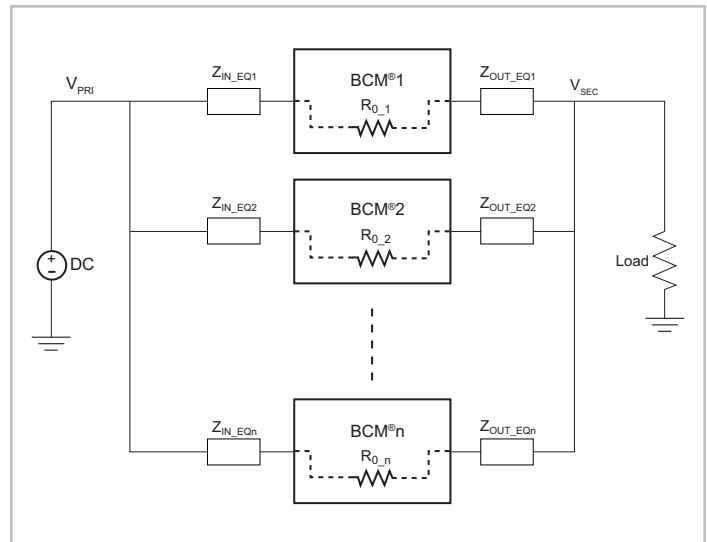 V_PRI
Z_IN_EQ1
BCM®1
R_0_1
Z_OUT_EQ1
V_SEC
Z_IN_EQ2
BCM®2
R_0_2
Z_OUT_EQ2
+
–
DC
Load
Z_IN_EQn
BCM®n
R_0_n
Z_OUT_EQn